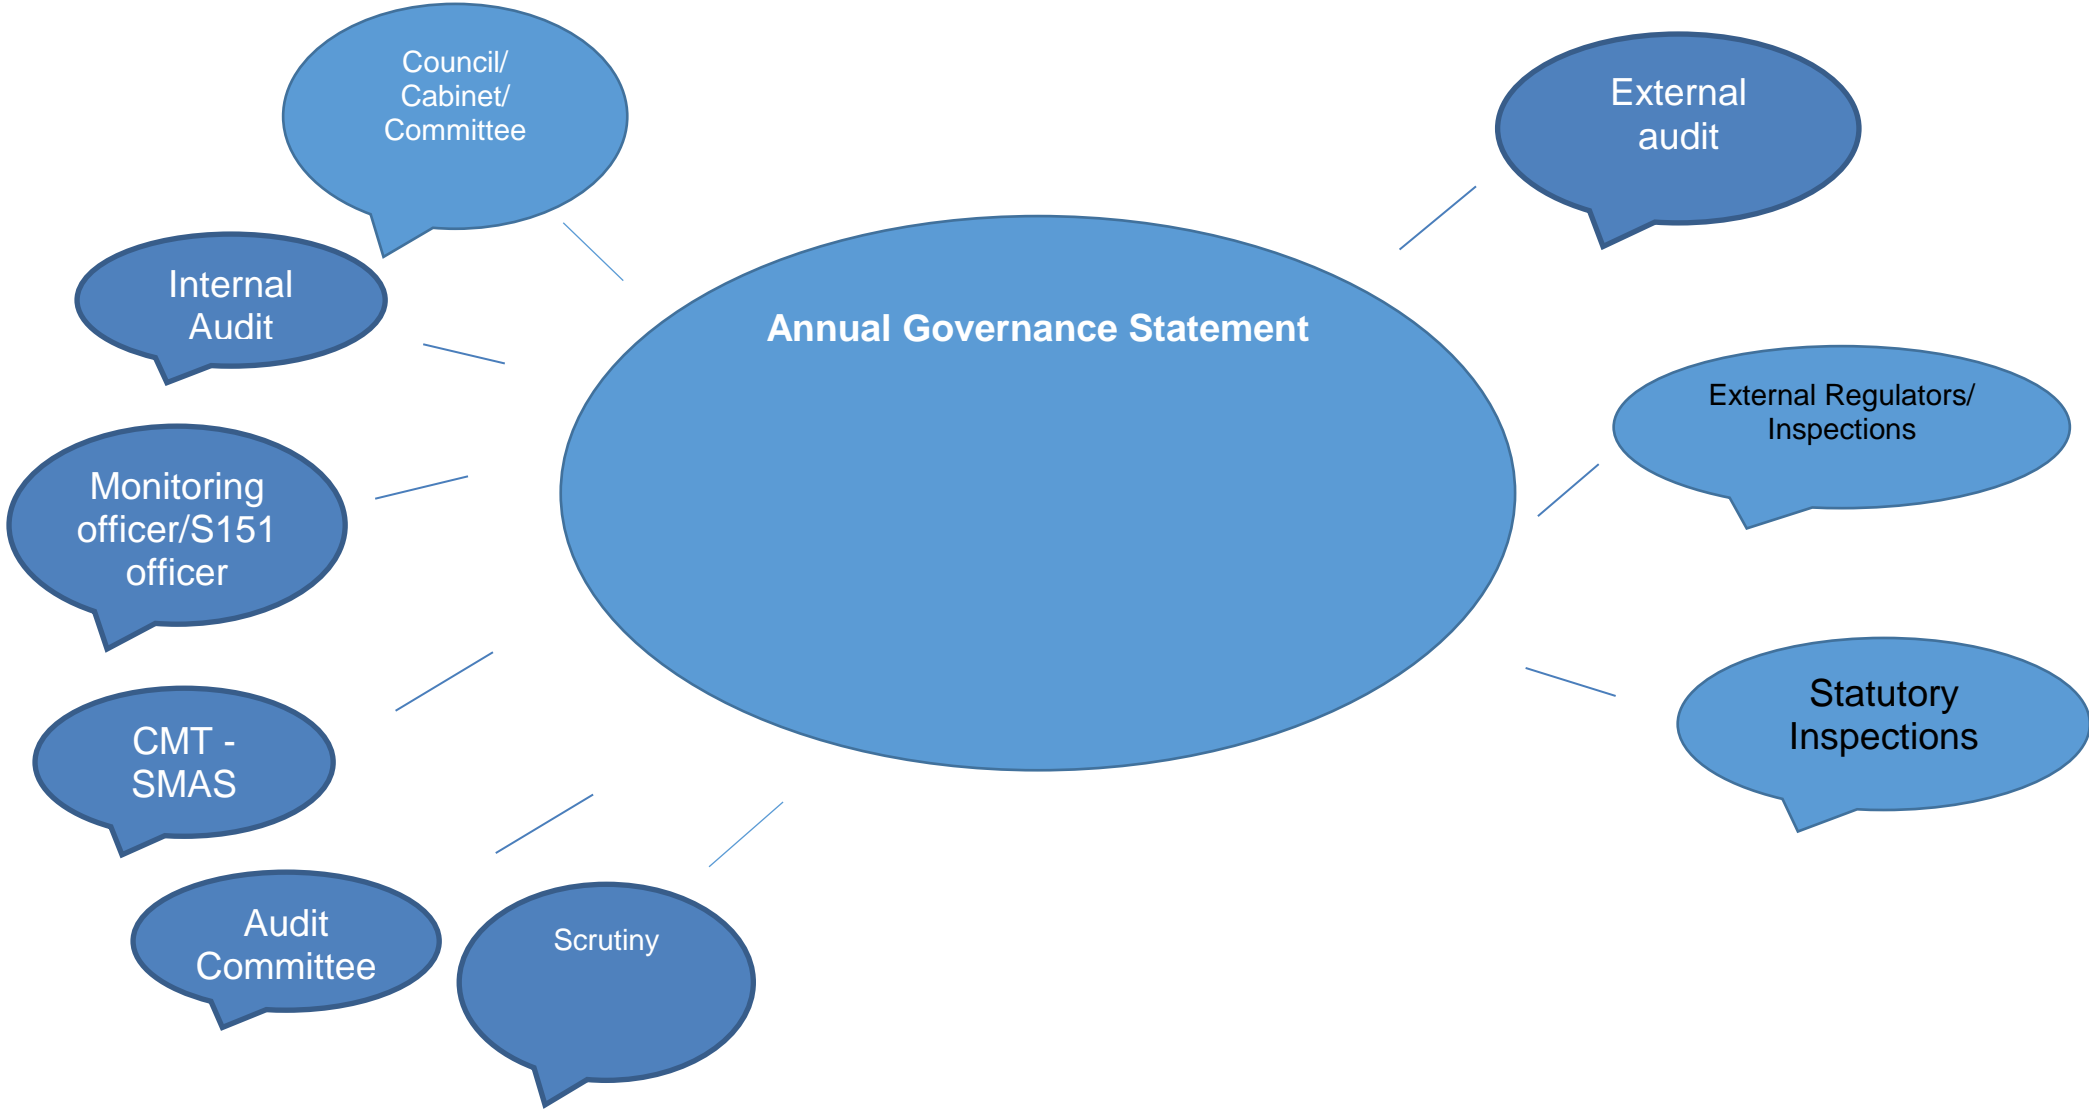 Council/
Cabinet/
Committee
External
audit
Internal
Audit
Annual Governance Statement
External Regulators/
Inspections
Monitoring
officer/S151
officer
Statutory
Inspections
CMT -
SMAS
Audit
Committee
Scrutiny